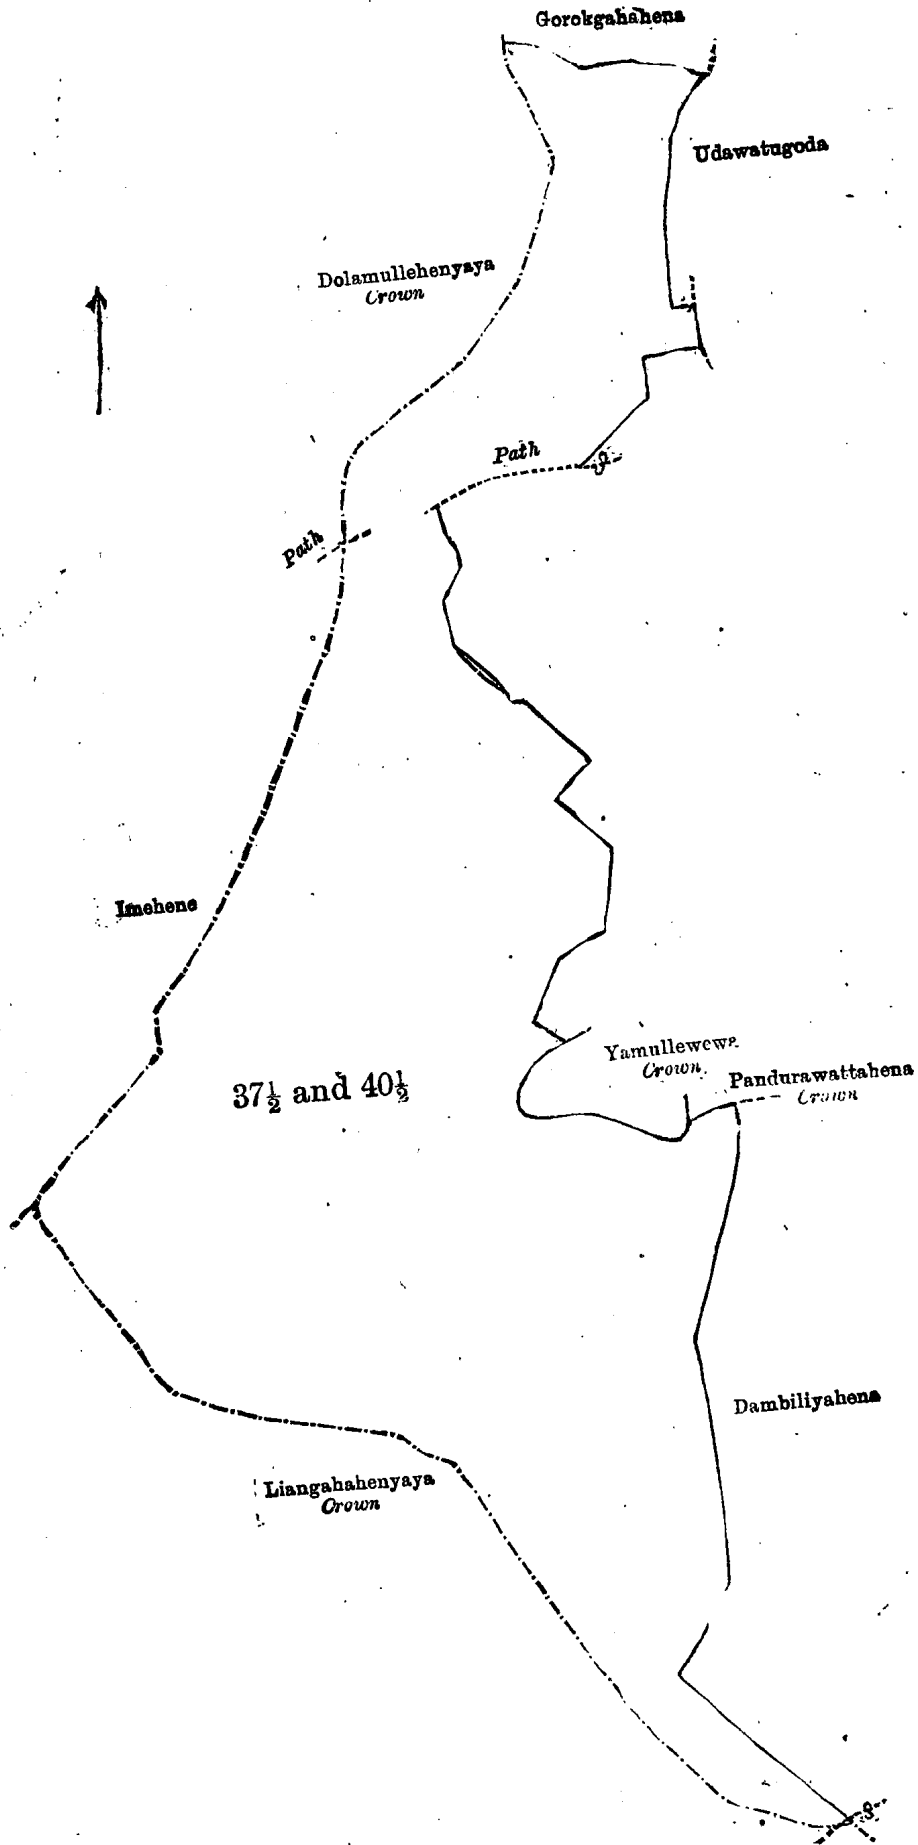 Gorokgahahena
Udawatugoda
Dolamullehenyaya
Crown
Path
Path
Imehene
Yamullewewa
Crown.
Pandurawattahena
Crown
37½ and 40½
Dambiliyahena
Liangahahenyaya
Crown